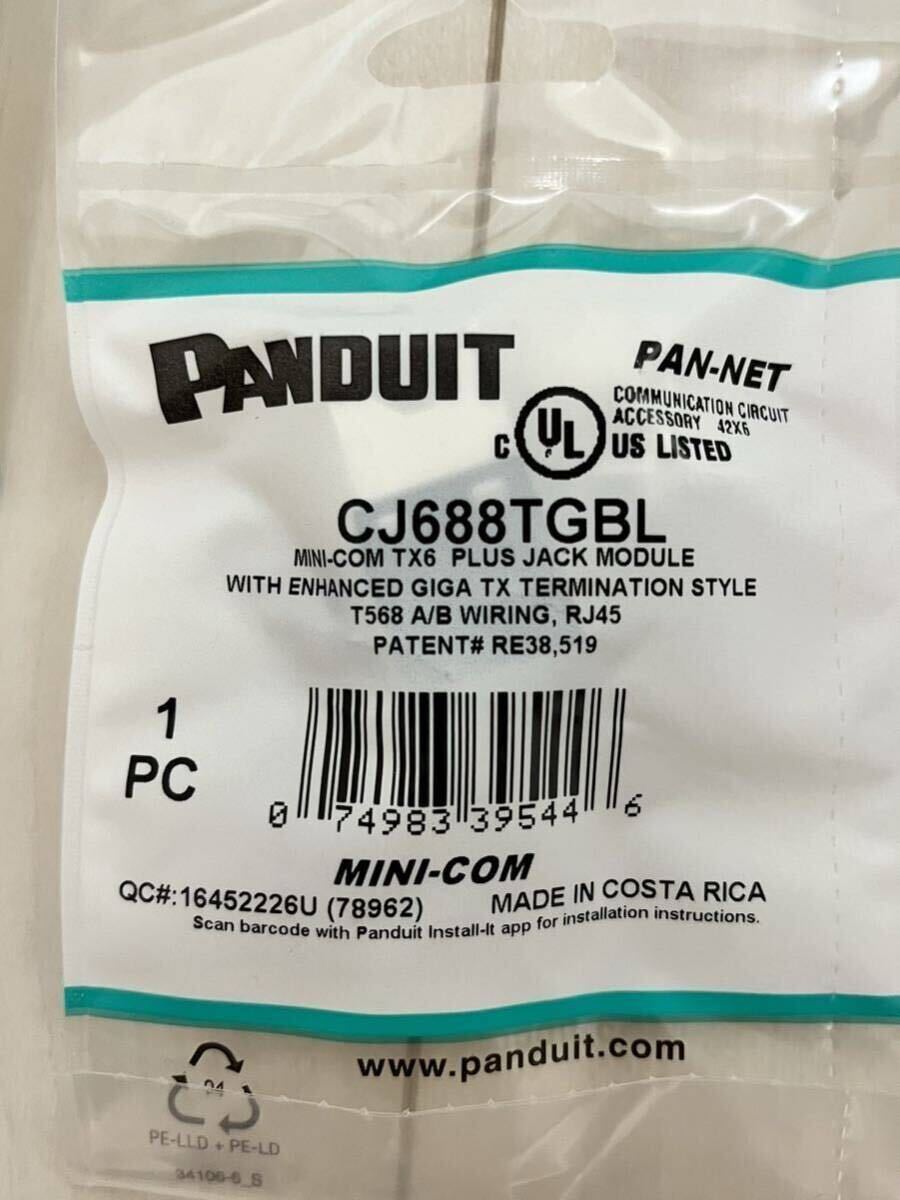 PANDUIT
PAN-NET
COMMUNICATION CIRCUIT
ACCESSORY 42X6
C UL US LISTED
CJ688TGBL
MINI-COM TX6 PLUS JACK MODULE
WITH ENHANCED GIGA TX TERMINATION STYLE
T568 A/B WIRING, RJ45
PATENT# RE38,519
1
PC
0 74983 39544 6
MINI-COM
QC#:16452226U (78962) MADE IN COSTA RICA
Scan barcode with Panduit Install-It app for installation instructions.
www.panduit.com
04
PE-LLD + PE-LD
34106-6_S